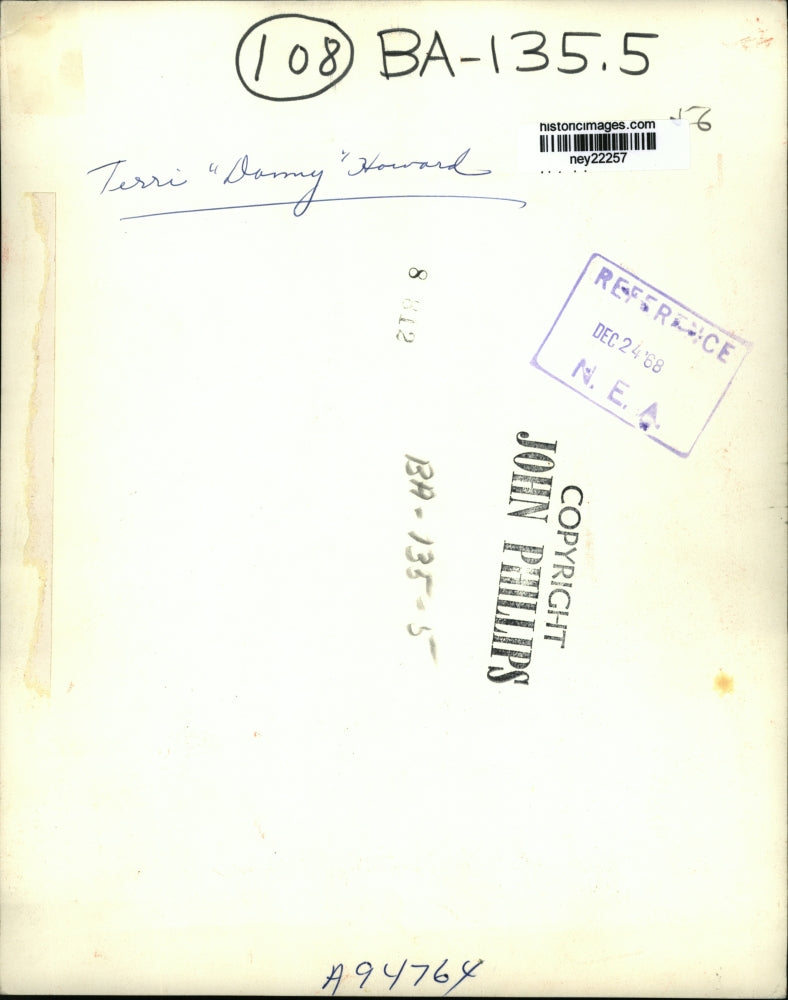 108 BA-135.5
historicimages.com
ney22257
Terri "Danny" Howard
REFERENCE
DEC 24 '68
N. E. A.
BA-135-5
COPYRIGHT
JOHN PHILLIPS
A94764